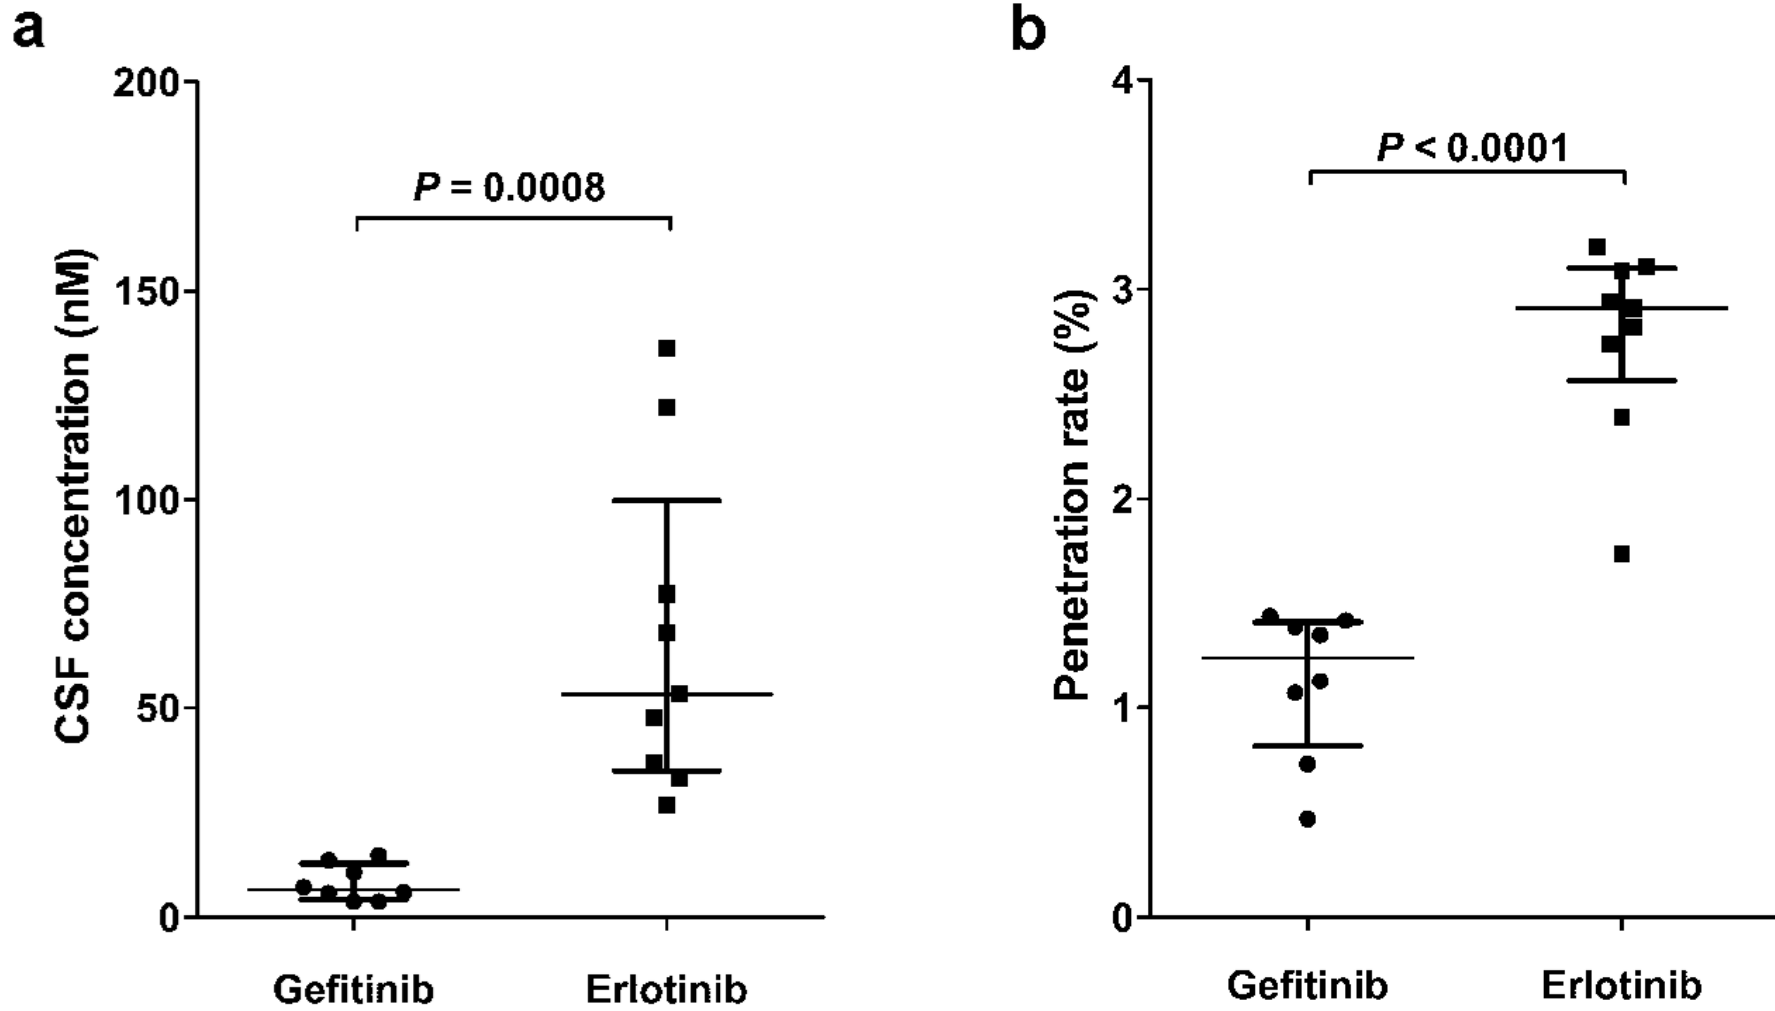 a
200
150
100
50
0
CSF concentration (nM)
P = 0.0008
Gefitinib
Erlotinib
b
4
3
2
1
0
Penetration rate (%)
P < 0.0001
Gefitinib
Erlotinib